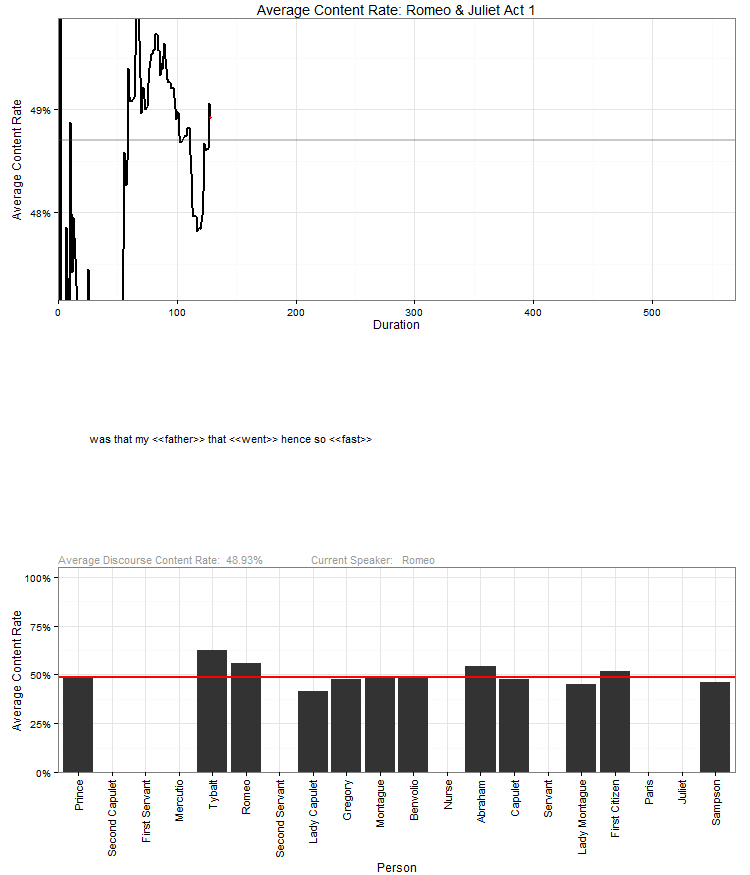 Average Content Rate: Romeo & Juliet Act 1
Average Content Rate
49%
48%
0 100 200 300 400 500
Duration
was that my <<father>> that <<went>> hence so <<fast>>
Average Discourse Content Rate: 48.93% Current Speaker: Romeo
Average Content Rate
100%
75%
50%
25%
0%
Prince
Second Capulet
First Servant
Mercutio
Tybalt
Romeo
Second Servant
Lady Capulet
Gregory
Montague
Benvolio
Nurse
Abraham
Capulet
Servant
Lady Montague
First Citizen
Paris
Juliet
Sampson
Person